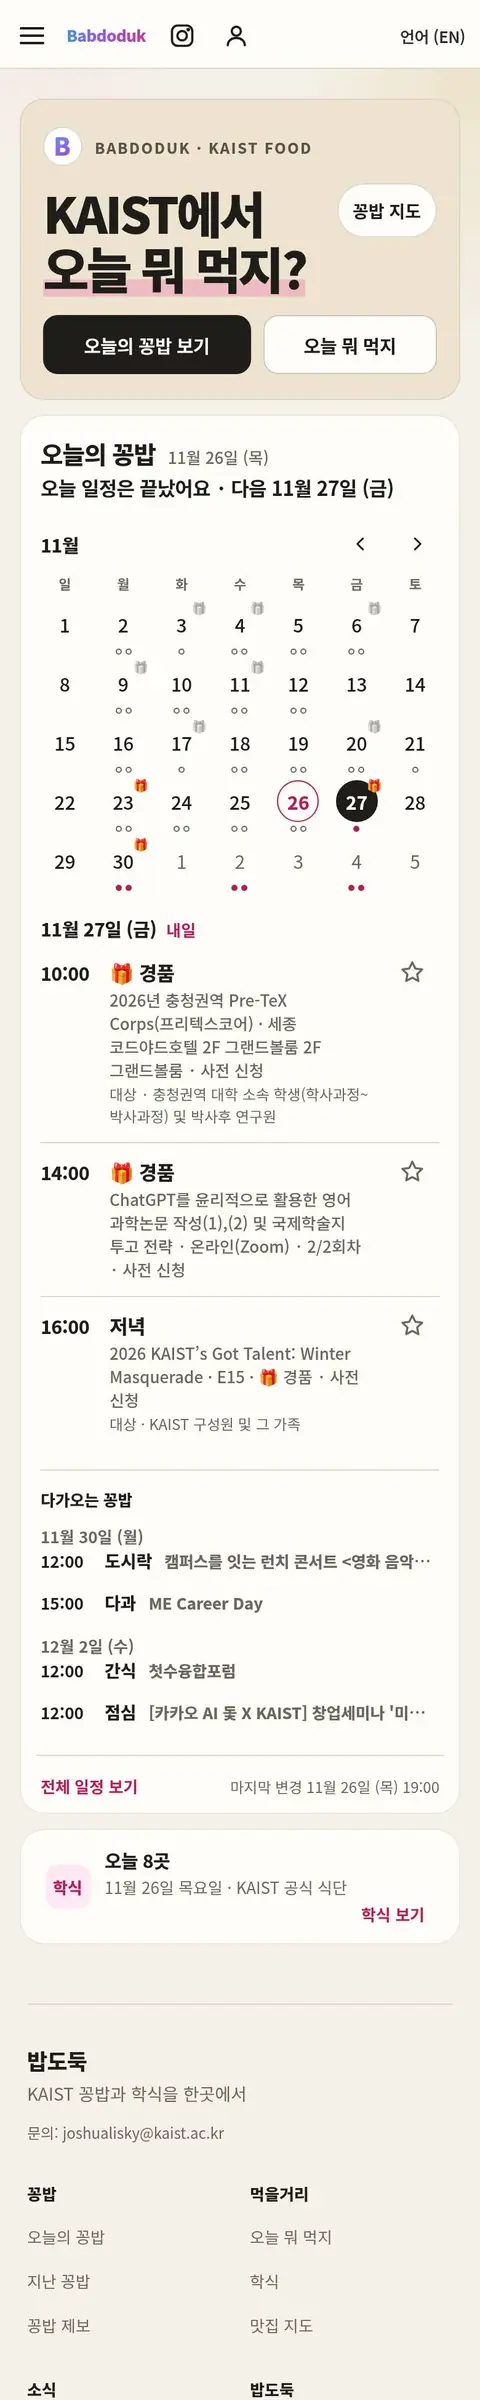 Babdoduk
언어 (EN)
B
BABDODUK · KAIST FOOD
KAIST에서
오늘 뭐 먹지?
꽁밥 지도
오늘의 꽁밥 보기
오늘 뭐 먹지
오늘의 꽁밥 11월 26일 (목)
오늘 일정은 끝났어요 · 다음 11월 27일 (금)
11월
일 월 화 수 목 금 토
1 2 3 4 5 6 7
8 9 10 11 12 13 14
15 16 17 18 19 20 21
22 23 24 25 26 27 28
29 30 1 2 3 4 5
11월 27일 (금) 내일
10:00 🎁 경품
2026년 충청권역 Pre-TeX
Corps(프리텍스코어) · 세종
코드야드호텔 2F 그랜드볼룸 2F
그랜드볼룸 · 사전 신청
대상 · 충청권역 대학 소속 학생(학사과정~
박사과정) 및 박사후 연구원
14:00 🎁 경품
ChatGPT를 윤리적으로 활용한 영어
과학논문 작성(1),(2) 및 국제학술지
투고 전략 · 온라인(Zoom) · 2/2회차
· 사전 신청
16:00 저녁
2026 KAIST’s Got Talent: Winter
Masquerade · E15 · 🎁 경품 · 사전
신청
대상 · KAIST 구성원 및 그 가족
다가오는 꽁밥
11월 30일 (월)
12:00 도시락 캠퍼스를 잇는 런치 콘서트 <영화 음악…
15:00 다과 ME Career Day
12월 2일 (수)
12:00 간식 첫수융합포럼
12:00 점심 [카카오 AI 돛 X KAIST] 창업세미나 '미…
전체 일정 보기
마지막 변경 11월 26일 (목) 19:00
학식
오늘 8곳
11월 26일 목요일 · KAIST 공식 식단
학식 보기
밥도둑
KAIST 꽁밥과 학식을 한곳에서
문의: joshualisky@kaist.ac.kr
꽁밥 먹을거리
오늘의 꽁밥 오늘 뭐 먹지
지난 꽁밥 학식
꽁밥 제보 맛집 지도
소식 밥도둑